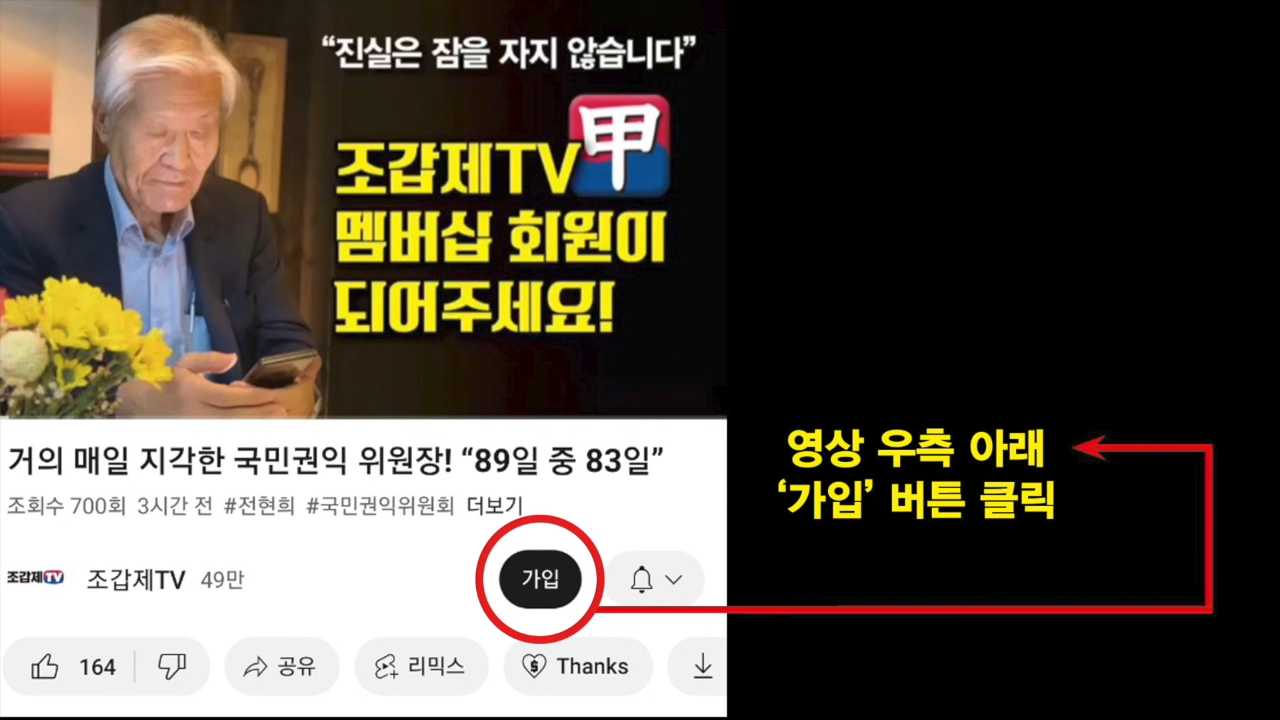 “진실은 잠을 자지 않습니다”
조갑제TV 甲
멤버십 회원이
되어주세요!
거의 매일 지각한 국민권익 위원장! “89일 중 83일”
조회수 700회 3시간 전 #전현희 #국민권익위원회 더보기
조갑제TV 조갑제TV 49만 가입
164 공유 리믹스 Thanks
영상 우측 아래
‘가입’ 버튼 클릭